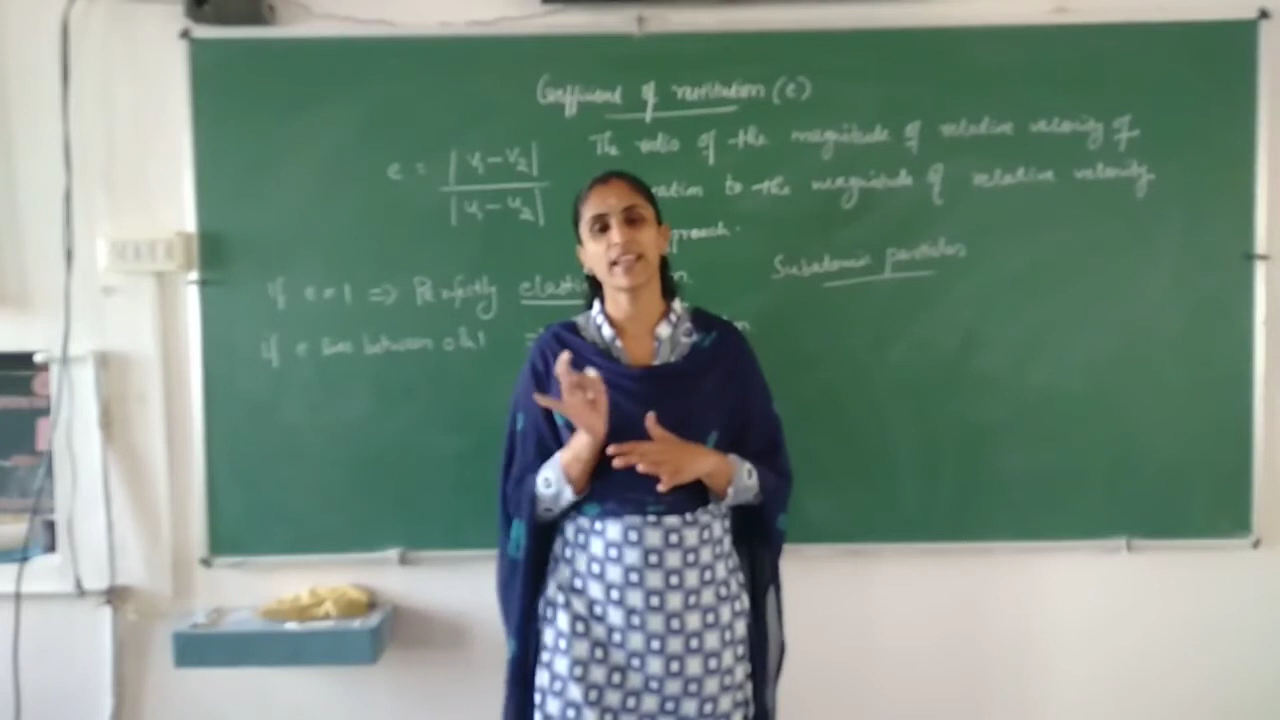 Coefficient of restitution (e)
e = |v₁ - v₂| / |u₁ - u₂|
The ratio of the magnitude of relative velocity of
to the magnitude of relative velocity
Subatomic particles
if e = 1 ⇒ Perfectly elastic
if e lies between 0 & 1 ⇒